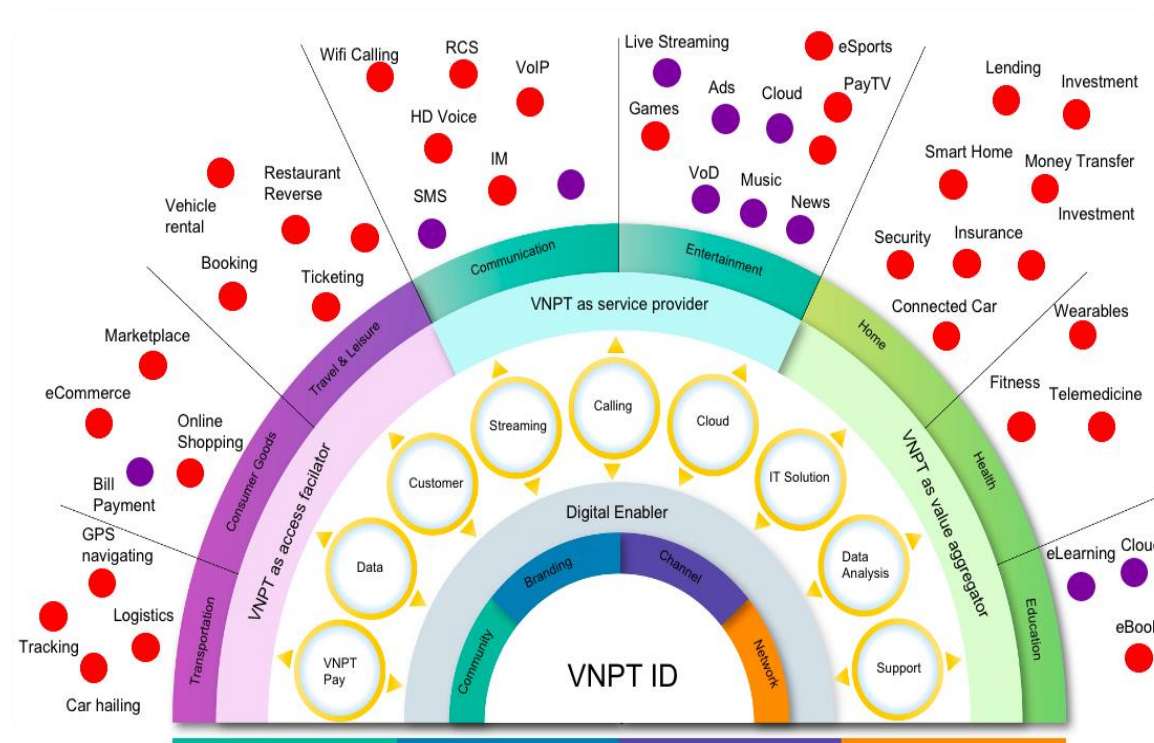 Live Streaming
eSports
Wifi Calling
RCS
VoIP
Ads
Cloud
PayTV
Lending
Investment
Games
HD Voice
IM
Smart Home
Money Transfer
Restaurant
Reverse
Vehicle
rental
SMS
VoD
Music
News
Investment
Security
Insurance
Booking
Ticketing
Communication
Entertainment
VNPT as service provider
Connected Car
Wearables
Marketplace
Travel & Leisure
Home
eCommerce
Online
Shopping
Fitness
Telemedicine
Bill
Payment
Consumer Goods
VNPT as access facilator
Health
VNPT as value aggregator
Streaming
Calling
Cloud
Customer
IT Solution
Digital Enabler
Data
Data
Analysis
GPS
navigating
Logistics
Tracking
Car hailing
Transportation
eLearning
Cloud
eBook
Education
Branding
Channel
Community
Network
VNPT
Pay
VNPT ID
Support